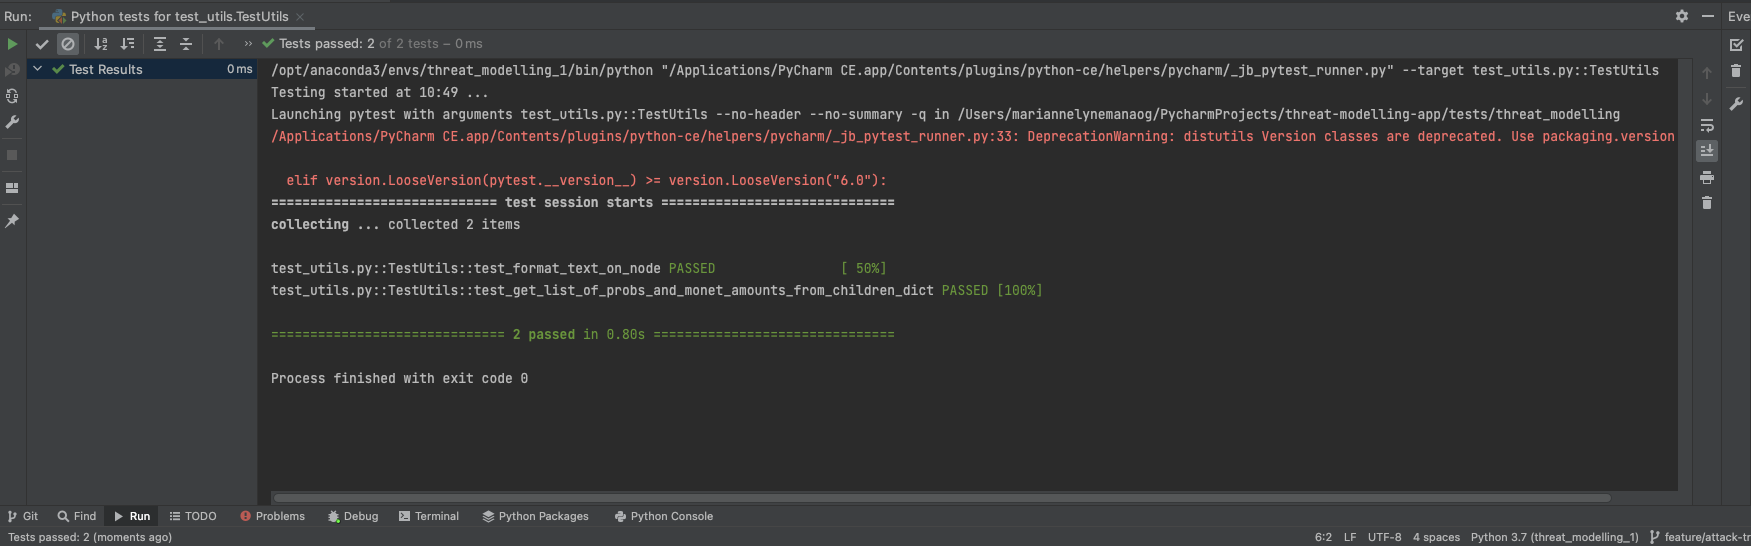 Run: Python tests for test_utils.TestUtils
Eve
Tests passed: 2 of 2 tests – 0 ms
Test Results 0 ms
/opt/anaconda3/envs/threat_modelling_1/bin/python "/Applications/PyCharm CE.app/Contents/plugins/python-ce/helpers/pycharm/_jb_pytest_runner.py" --target test_utils.py::TestUtils
Testing started at 10:49 ...
Launching pytest with arguments test_utils.py::TestUtils --no-header --no-summary -q in /Users/mariannelynemanaog/PycharmProjects/threat-modelling-app/tests/threat_modelling
/Applications/PyCharm CE.app/Contents/plugins/python-ce/helpers/pycharm/_jb_pytest_runner.py:33: DeprecationWarning: distutils Version classes are deprecated. Use packaging.version
elif version.LooseVersion(pytest.__version__) >= version.LooseVersion("6.0"):
============================= test session starts ==============================
collecting ... collected 2 items
test_utils.py::TestUtils::test_format_text_on_node PASSED [ 50%]
test_utils.py::TestUtils::test_get_list_of_probs_and_monet_amounts_from_children_dict PASSED [100%]
============================== 2 passed in 0.80s ===============================
Process finished with exit code 0
Git Find Run TODO Problems Debug Terminal Python Packages Python Console
Tests passed: 2 (moments ago) 6:2 LF UTF-8 4 spaces Python 3.7 (threat_modelling_1) feature/attack-tr